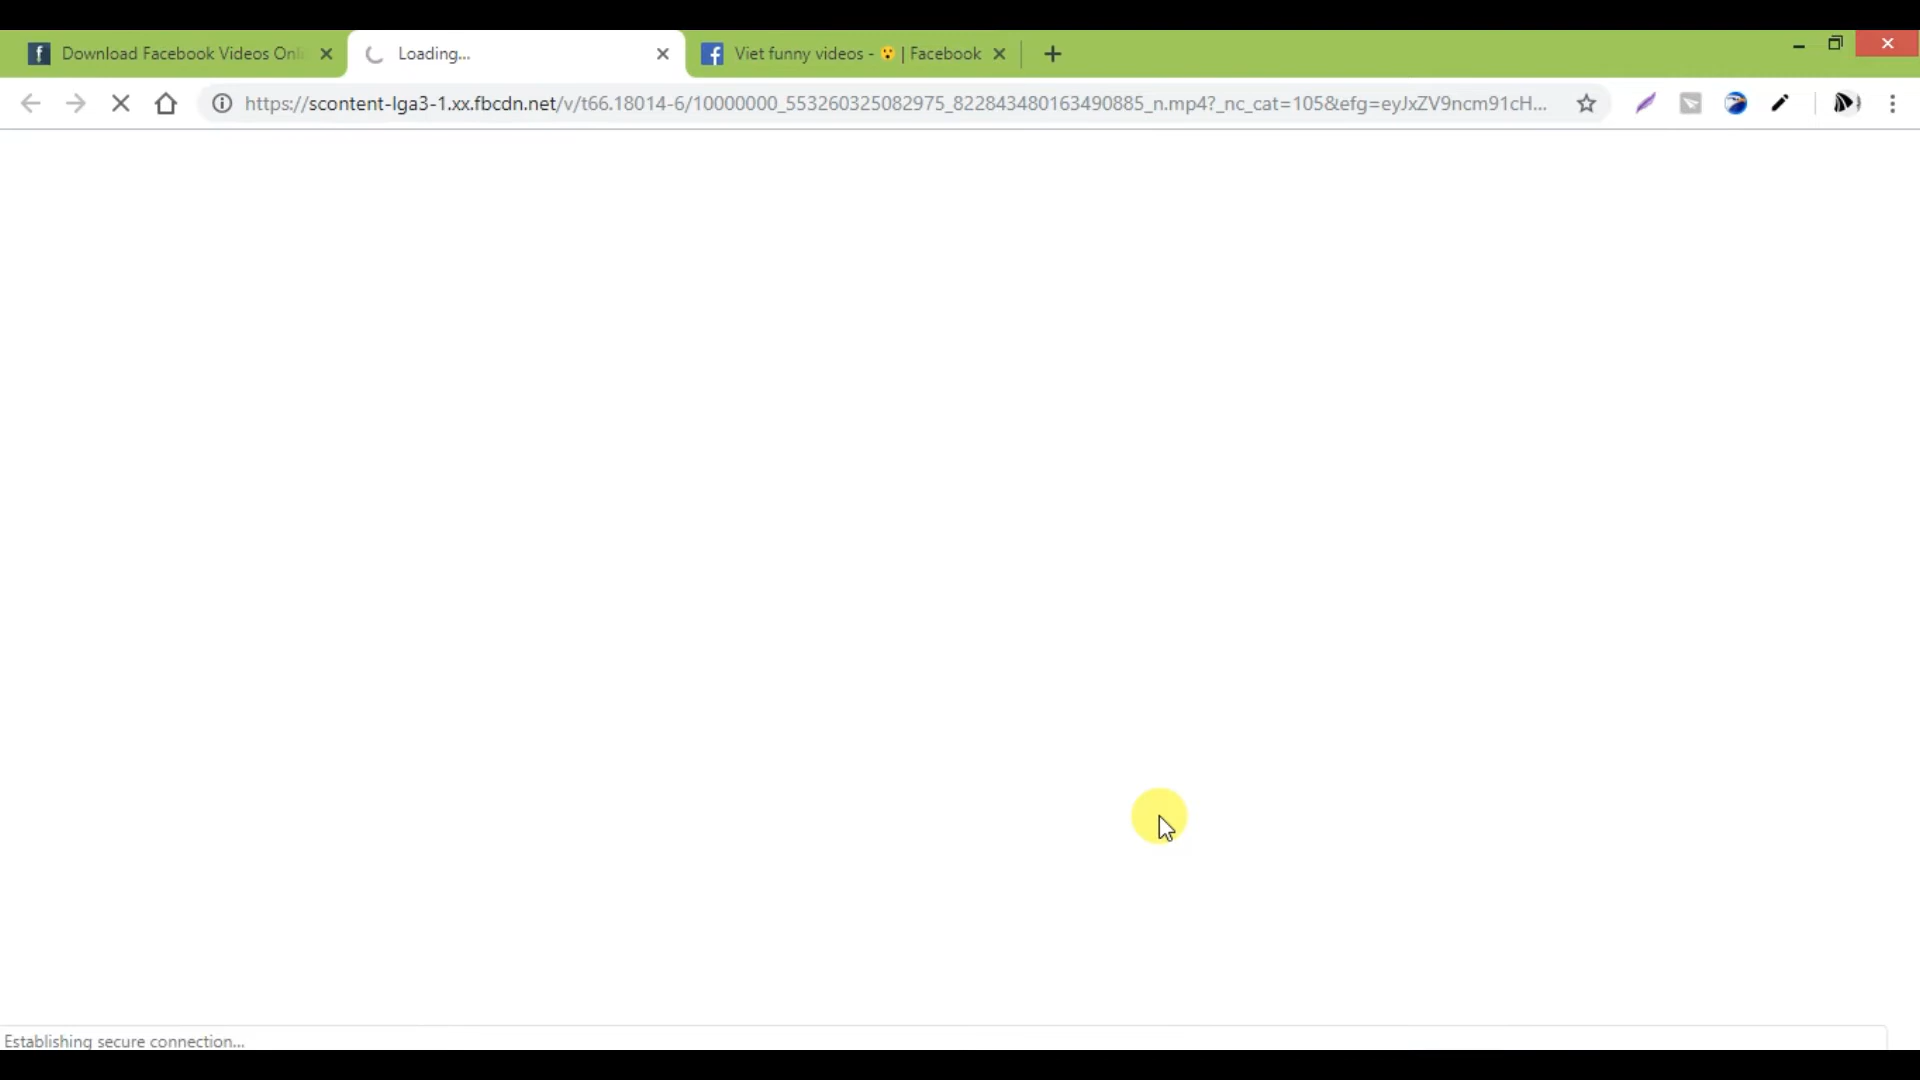 Download Facebook Videos Onli
Loading...
Viet funny videos - 😮 | Facebook
https://scontent-lga3-1.xx.fbcdn.net/v/t66.18014-6/10000000_553260325082975_822843480163490885_n.mp4?_nc_cat=105&efg=eyJxZV9ncm91cH...
Establishing secure connection...